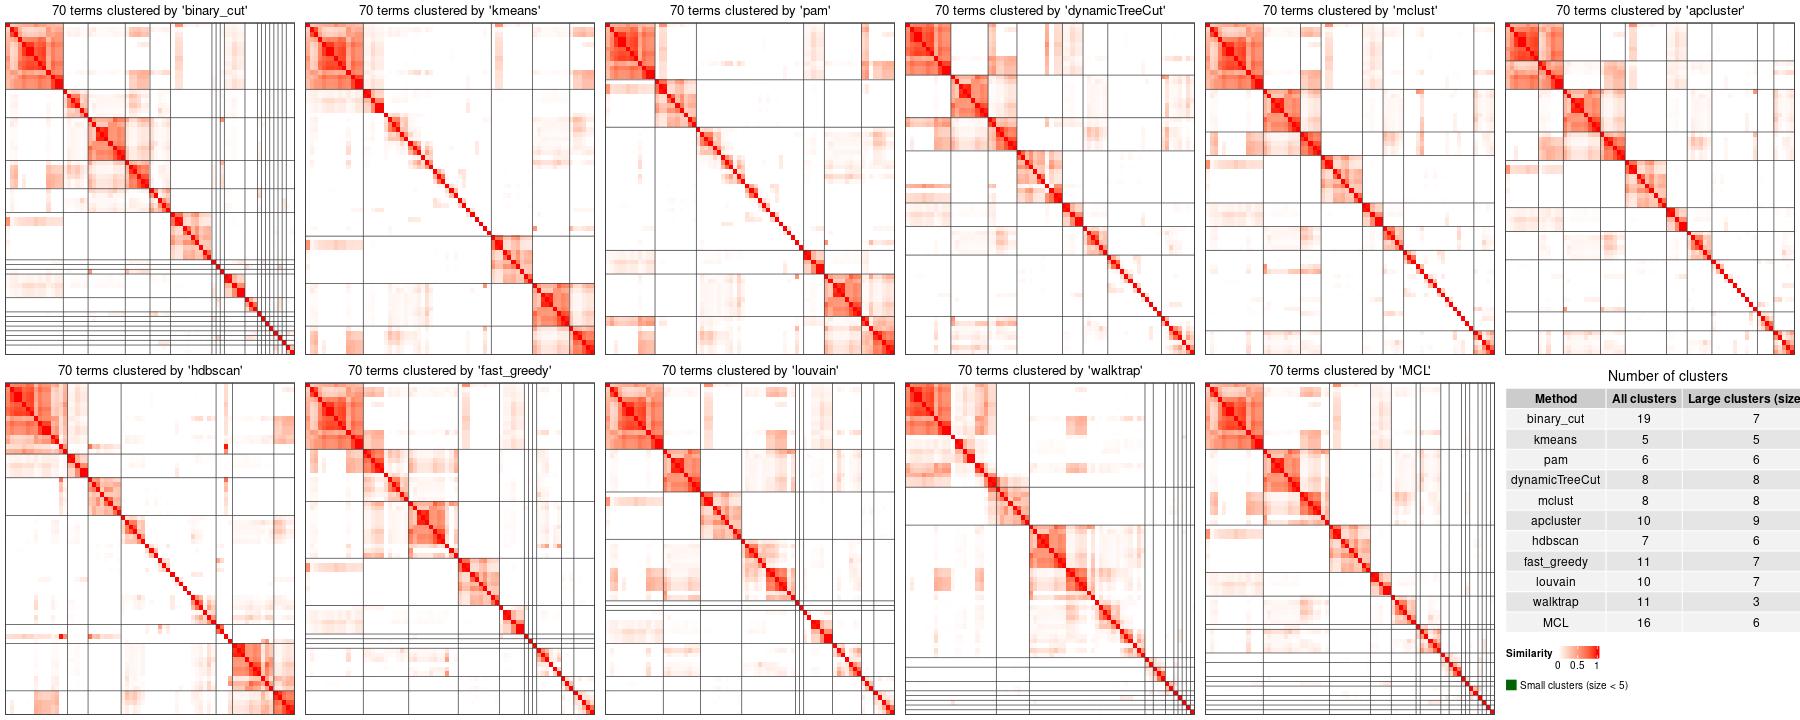 70 terms clustered by 'binary_cut'
70 terms clustered by 'kmeans'
70 terms clustered by 'pam'
70 terms clustered by 'dynamicTreeCut'
70 terms clustered by 'mclust'
70 terms clustered by 'apcluster'
70 terms clustered by 'hdbscan'
70 terms clustered by 'fast_greedy'
70 terms clustered by 'louvain'
70 terms clustered by 'walktrap'
70 terms clustered by 'MCL'
Number of clusters
Method All clusters Large clusters (size
binary_cut 19 7
kmeans 5 5
pam 6 6
dynamicTreeCut 8 8
mclust 8 8
apcluster 10 9
hdbscan 7 6
fast_greedy 11 7
louvain 10 7
walktrap 11 3
MCL 16 6
Similarity
0 0.5 1
Small clusters (size < 5)